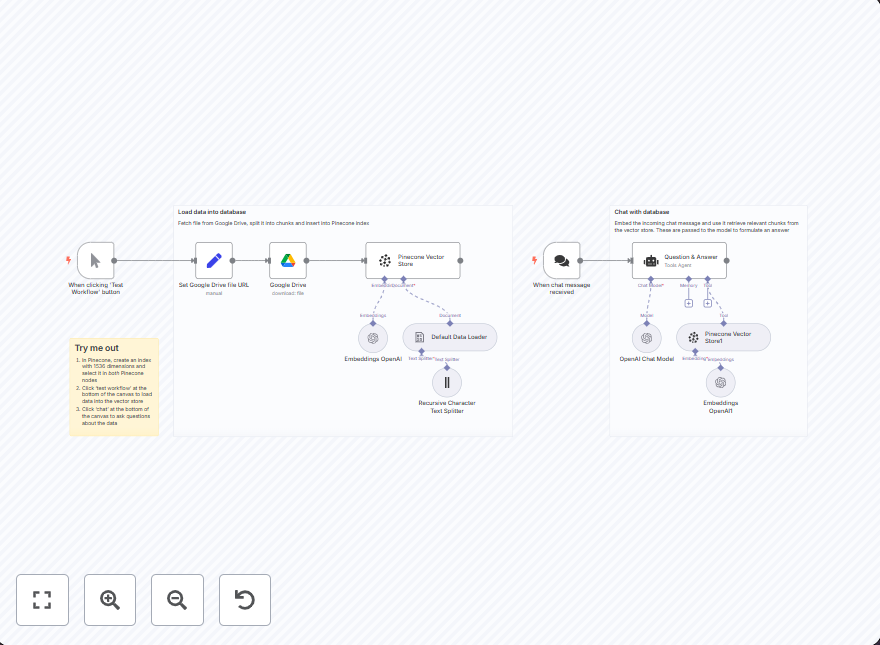 Load data into database
Fetch file from Google Drive, split it into chunks and insert into Pinecone index
When clicking 'Test
Workflow' button
Set Google Drive file URL
manual
Google Drive
download: file
Pinecone Vector
Store
Document*
Embeddings
Document
Embeddings OpenAI
Default Data Loader
Text Splitter*
Text Splitter
Recursive Character
Text Splitter
Try me out
1. In Pinecone, create an index
with 1536 dimensions and
select it in both Pinecone
nodes
2. Click 'test workflow' at the
bottom of the canvas to load
data into the vector store
3. Click 'chat' at the bottom of
the canvas to ask questions
about the data
Chat with database
Embed the incoming chat message and use it retrieve relevant chunks from
the vector store. These are passed to the model to formulate an answer
When chat message
received
Question & Answer
Tools Agent
Chat Model*
Memory
Tool
Model
Tool
OpenAI Chat Model
Pinecone Vector
Store1
Embedding*
Embeddings
Embeddings
OpenAI1